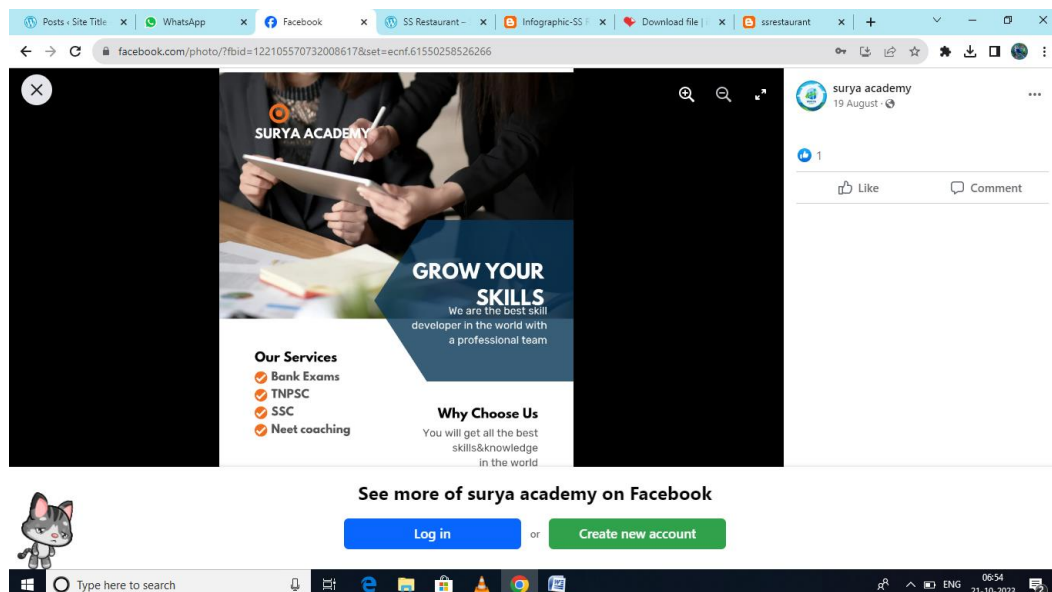 Posts ‹ Site Title
WhatsApp
Facebook
SS Restaurant –
Infographic-SS
Download file |
ssrestaurant
facebook.com/photo/?fbid=122105570732008617&set=ecnf.61550258526266
surya academy
19 August
1
Like
Comment
SURYA ACADEMY
GROW YOUR
SKILLS
We are the best skill
developer in the world with
a professional team
Our Services
Bank Exams
TNPSC
SSC
Neet coaching
Why Choose Us
You will get all the best
skills&knowledge
in the world
See more of surya academy on Facebook
Log in
or
Create new account
Type here to search
ENG
06:54
21-10-2023